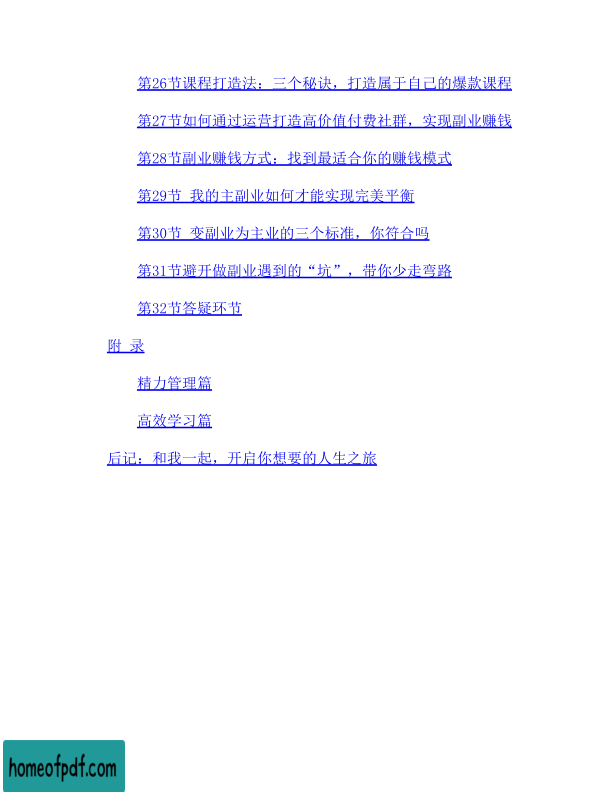 第26节课程打造法：三个秘诀，打造属于自己的爆款课程
第27节如何通过运营打造高价值付费社群，实现副业赚钱
第28节副业赚钱方式：找到最适合你的赚钱模式
第29节 我的主副业如何才能实现完美平衡
第30节 变副业为主业的三个标准，你符合吗
第31节避开做副业遇到的“坑”，带你少走弯路
第32节答疑环节
附 录
精力管理篇
高效学习篇
后记：和我一起，开启你想要的人生之旅
homeofpdf.com